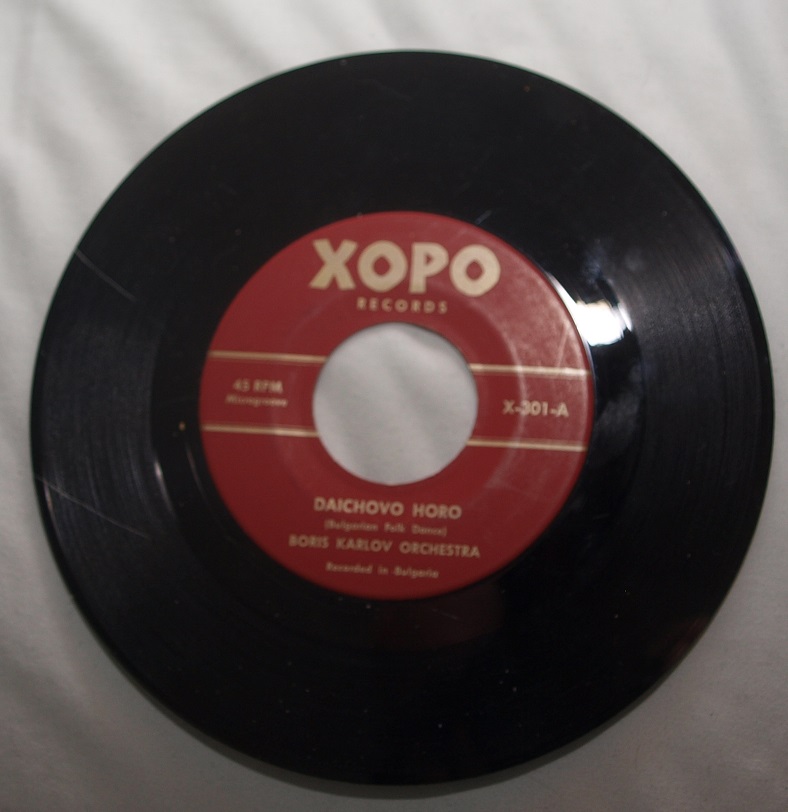 XOPO
RECORDS
45 RPM
Microgroove
X-301-A
DAICHOVO HORO
(Bulgarian Folk Dance)
BORIS KARLOV ORCHESTRA
Recorded in Bulgaria